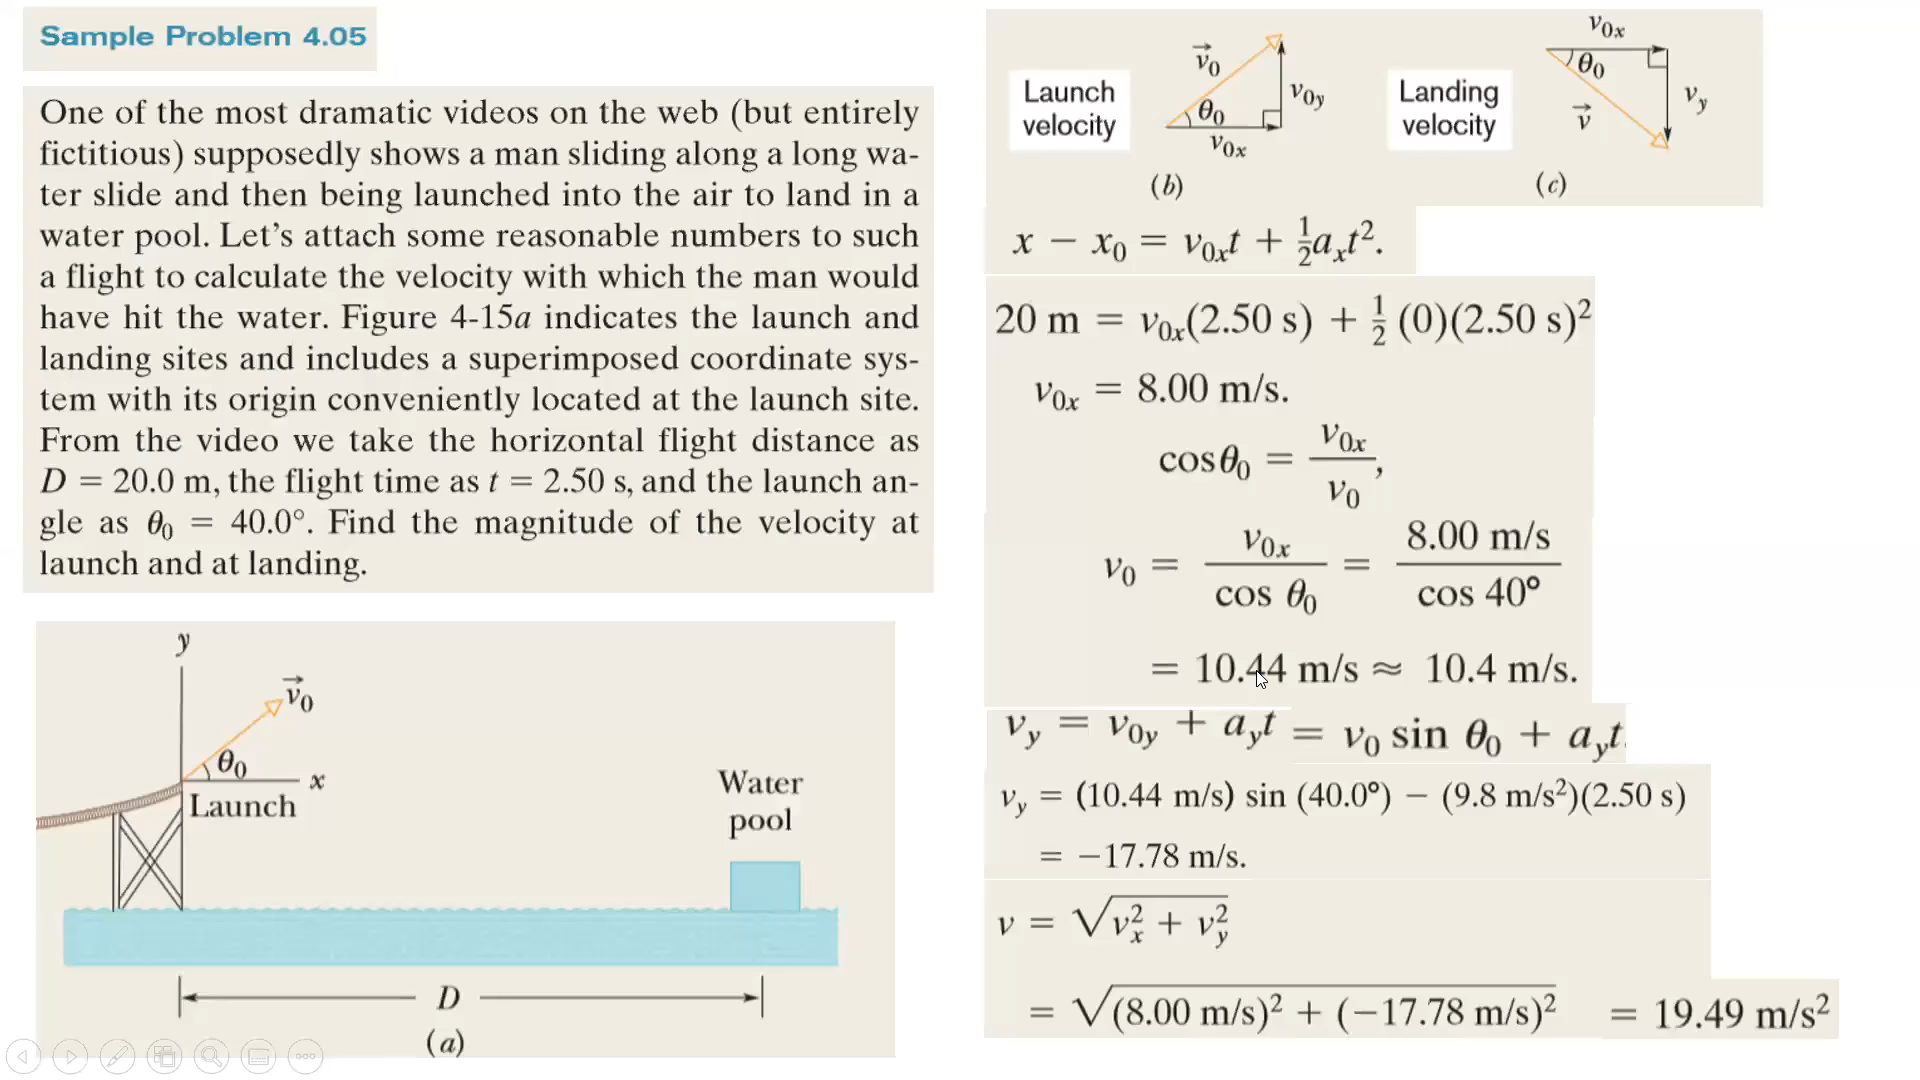 Sample Problem 4.05
One of the most dramatic videos on the web (but entirely
fictitious) supposedly shows a man sliding along a long wa-
ter slide and then being launched into the air to land in a
water pool. Let's attach some reasonable numbers to such
a flight to calculate the velocity with which the man would
have hit the water. Figure 4-15a indicates the launch and
landing sites and includes a superimposed coordinate sys-
tem with its origin conveniently located at the launch site.
From the video we take the horizontal flight distance as
D = 20.0 m, the flight time as t = 2.50 s, and the launch an-
gle as θ₀ = 40.0°. Find the magnitude of the velocity at
launch and at landing.
y
v⃗₀
θ₀
x
Launch
Water
pool
D
(a)
Launch
velocity
v⃗₀
θ₀
v₀y
v₀x
(b)
Landing
velocity
v₀x
θ₀
v⃗
vy
(c)
x − x₀ = v₀xt + ½axt².
20 m = v₀x(2.50 s) + ½ (0)(2.50 s)²
v₀x = 8.00 m/s.
cosθ₀ = v₀x / v₀,
v₀ = v₀x / cos θ₀ = 8.00 m/s / cos 40°
= 10.44 m/s ≈ 10.4 m/s.
vy = v₀y + ayt = v₀ sin θ₀ + ayt.
vy = (10.44 m/s) sin (40.0°) − (9.8 m/s²)(2.50 s)
= −17.78 m/s.
v = √(vx² + vy²)
= √((8.00 m/s)² + (−17.78 m/s)²) = 19.49 m/s²